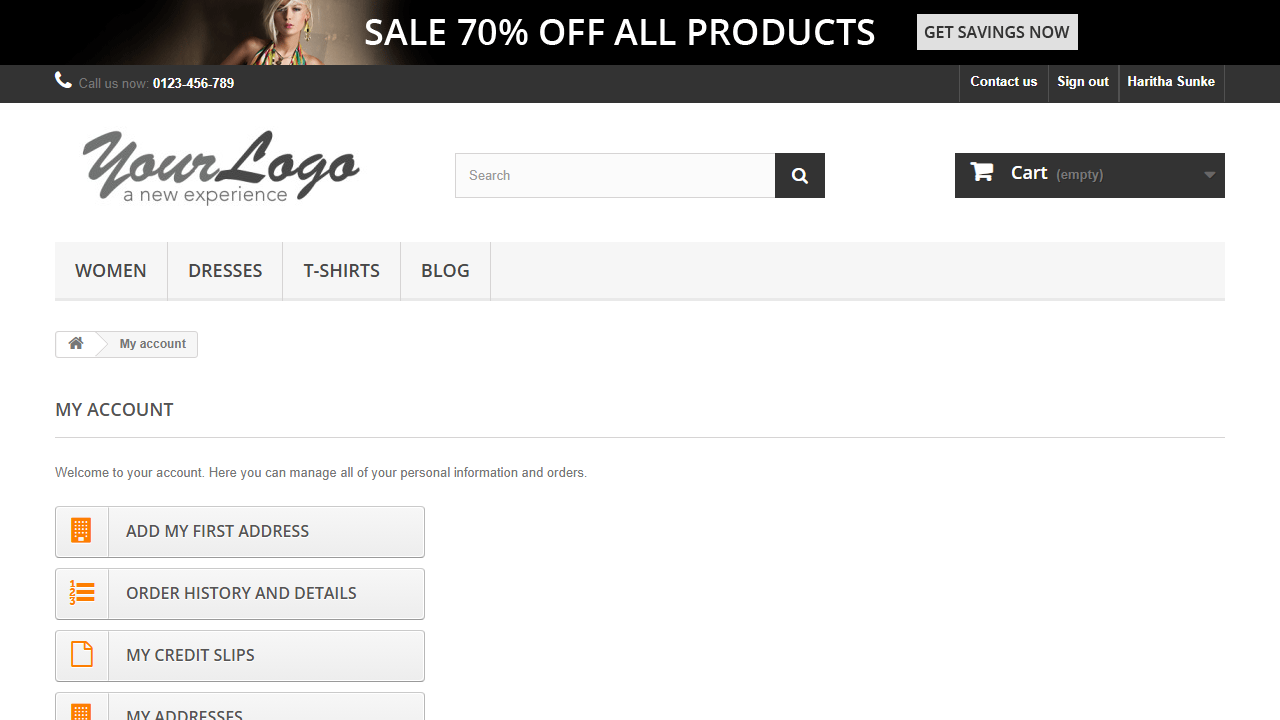 SALE 70% OFF ALL PRODUCTS GET SAVINGS NOW
Call us now: 0123-456-789 Contact us Sign out Haritha Sunke
YourLogo
a new experience
Search
Cart (empty)
WOMEN DRESSES T-SHIRTS BLOG
My account
MY ACCOUNT
Welcome to your account. Here you can manage all of your personal information and orders.
ADD MY FIRST ADDRESS
ORDER HISTORY AND DETAILS
MY CREDIT SLIPS
MY ADDRESSES